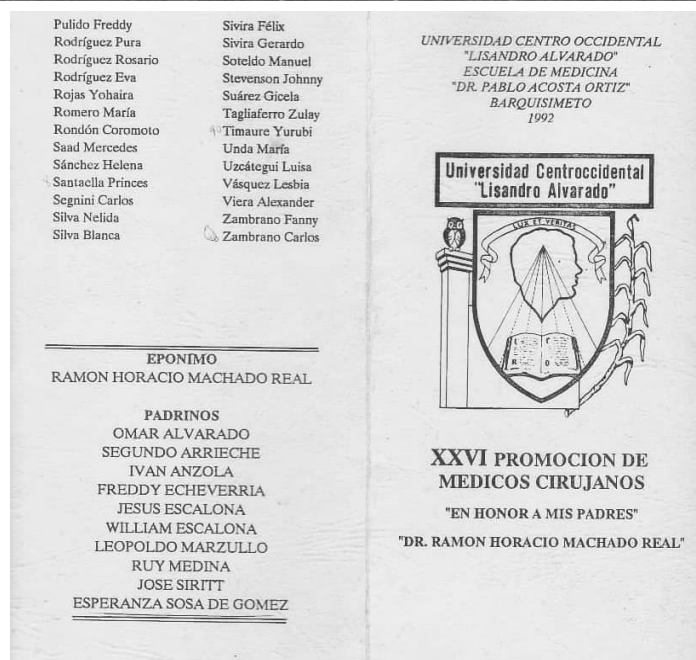 Pulido Freddy
Rodríguez Pura
Rodríguez Rosario
Rodríguez Eva
Rojas Yohaira
Romero María
Rondón Coromoto
Saad Mercedes
Sánchez Helena
Santaella Princes
Segnini Carlos
Silva Nelida
Silva Blanca
Sivira Félix
Sivira Gerardo
Soteldo Manuel
Stevenson Johnny
Suárez Gicela
Tagliaferro Zulay
Timaure Yurubi
Unda María
Uzcátegui Luisa
Vásquez Lesbia
Viera Alexander
Zambrano Fanny
Zambrano Carlos
EPONIMO
RAMON HORACIO MACHADO REAL
PADRINOS
OMAR ALVARADO
SEGUNDO ARRIECHE
IVAN ANZOLA
FREDDY ECHEVERRIA
JESUS ESCALONA
WILLIAM ESCALONA
LEOPOLDO MARZULLO
RUY MEDINA
JOSE SIRITT
ESPERANZA SOSA DE GOMEZ
UNIVERSIDAD CENTRO OCCIDENTAL
"LISANDRO ALVARADO"
ESCUELA DE MEDICINA
"DR. PABLO ACOSTA ORTIZ"
BARQUISIMETO
1992
Universidad Centroccidental
"Lisandro Alvarado"
LUX ET VERITAS
XXVI PROMOCION DE
MEDICOS CIRUJANOS
"EN HONOR A MIS PADRES"
"DR. RAMON HORACIO MACHADO REAL"